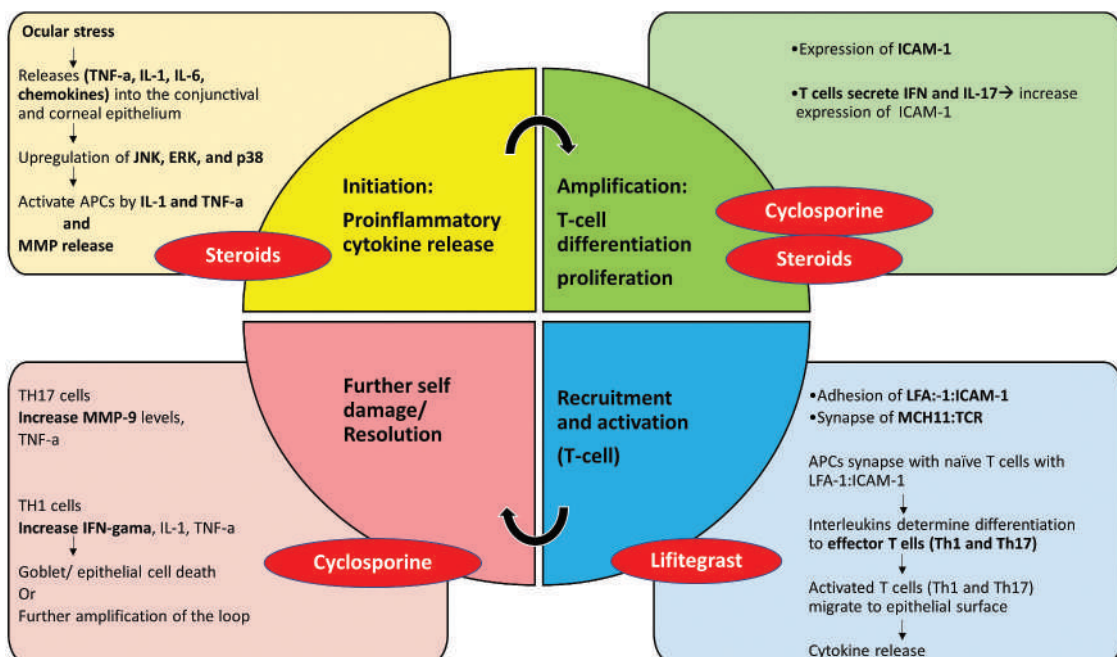 Ocular stress
Releases (TNF-a, IL-1, IL-6,
chemokines) into the conjunctival
and corneal epithelium
Upregulation of JNK, ERK, and p38
Activate APCs by IL-1 and TNF-a
and
MMP release
Steroids
Initiation:
Proinflammatory
cytokine release
Amplification:
T-cell
differentiation
proliferation
•Expression of ICAM-1
•T cells secrete IFN and IL-17→ increase
expression of ICAM-1
Cyclosporine
Steroids
TH17 cells
Increase MMP-9 levels,
TNF-a
TH1 cells
Increase IFN-gama, IL-1, TNF-a
Goblet/ epithelial cell death
Or
Further amplification of the loop
Cyclosporine
Further self
damage/
Resolution
Recruitment
and activation
(T-cell)
Lifitegrast
•Adhesion of LFA:-1:ICAM-1
•Synapse of MCH11:TCR
APCs synapse with naïve T cells with
LFA-1:ICAM-1
Interleukins determine differentiation
to effector T ells (Th1 and Th17)
Activated T cells (Th1 and Th17)
migrate to epithelial surface
Cytokine release